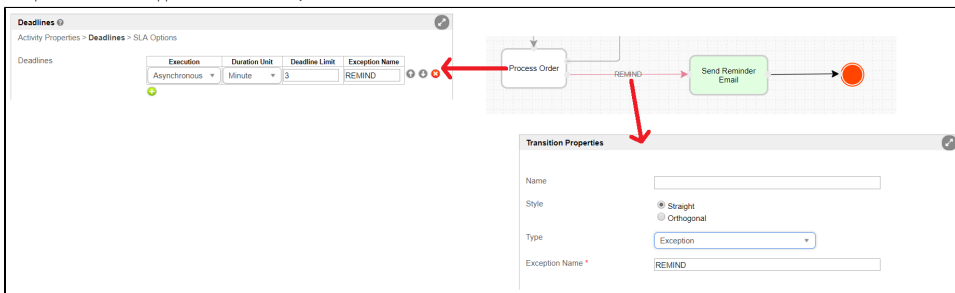 Deadlines
Activity Properties > Deadlines > SLA Options
Deadlines
Execution Duration Unit Deadline Limit Exception Name
Asynchronous Minute 3 REMIND
Process Order
REMIND
Send Reminder
Email
Transition Properties
Name
Style
Straight
Orthogonal
Type
Exception
Exception Name *
REMIND